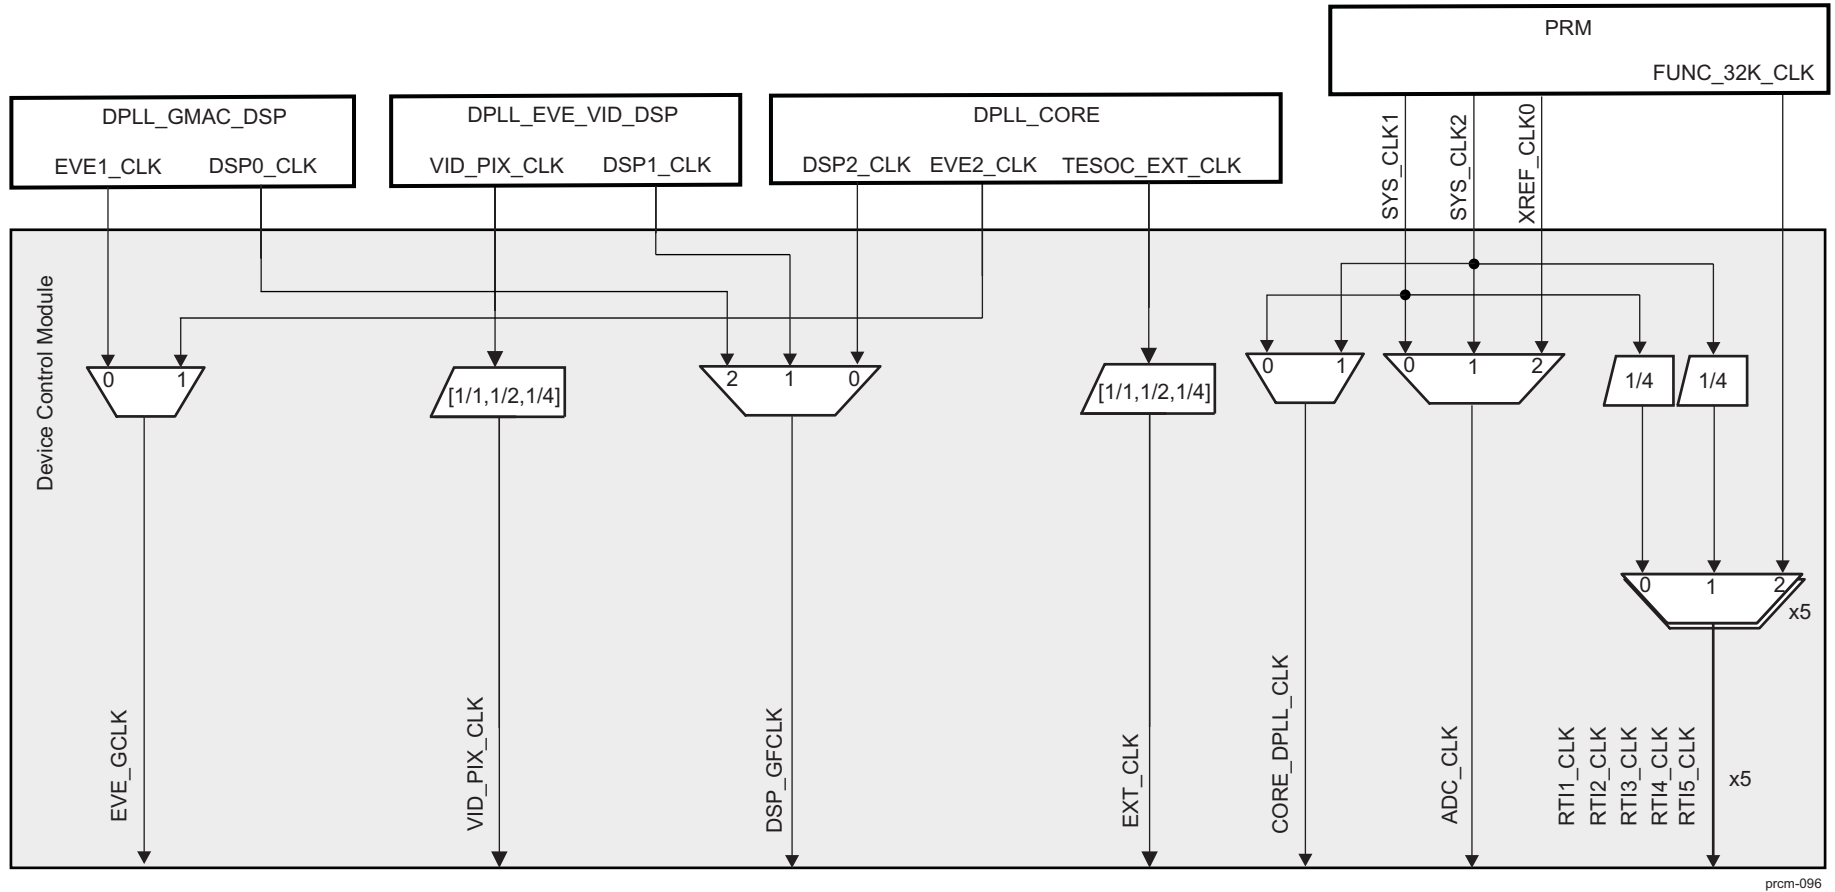 PRM
FUNC_32K_CLK
DPLL_GMAC_DSP
EVE1_CLK DSP0_CLK
DPLL_EVE_VID_DSP
VID_PIX_CLK DSP1_CLK
DPLL_CORE
DSP2_CLK EVE2_CLK TESOC_EXT_CLK
SYS_CLK1
SYS_CLK2
XREF_CLK0
Device Control Module
0 1
[1/1,1/2,1/4]
2 1 0
[1/1,1/2,1/4]
0 1
0 1 2
1/4
1/4
0 1 2
x5
EVE_GCLK
VID_PIX_CLK
DSP_GFCLK
EXT_CLK
CORE_DPLL_CLK
ADC_CLK
RTI1_CLK
RTI2_CLK
RTI3_CLK
RTI4_CLK
RTI5_CLK
x5
prcm-096